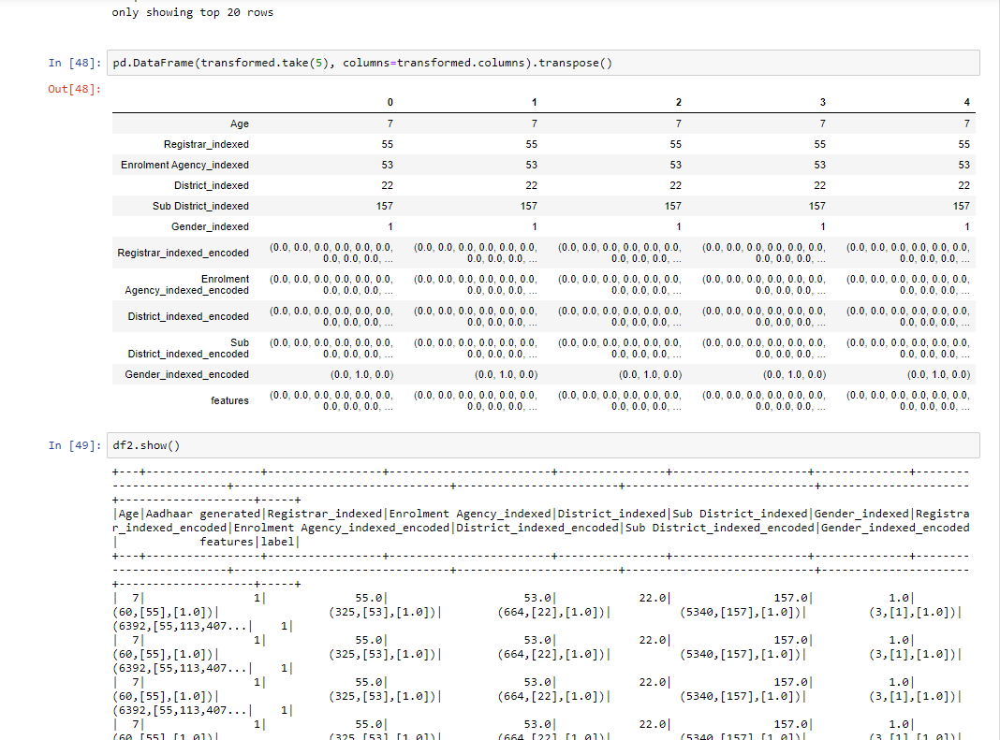 only showing top 20 rows
In [48]: pd.DataFrame(transformed.take(5), columns=transformed.columns).transpose()
Out[48]:
0 1 2 3 4
Age 7 7 7 7 7
Registrar_indexed 55 55 55 55 55
Enrolment Agency_indexed 53 53 53 53 53
District_indexed 22 22 22 22 22
Sub District_indexed 157 157 157 157 157
Gender_indexed 1 1 1 1 1
Registrar_indexed_encoded (0.0, 0.0, 0.0, 0.0, 0.0, 0.0, (0.0, 0.0, 0.0, 0.0, 0.0, 0.0, (0.0, 0.0, 0.0, 0.0, 0.0, 0.0, (0.0, 0.0, 0.0, 0.0, 0.0, 0.0, (0.0, 0.0, 0.0, 0.0, 0.0, 0.0,
0.0, 0.0, 0.0, ... 0.0, 0.0, 0.0, ... 0.0, 0.0, 0.0, ... 0.0, 0.0, 0.0, ... 0.0, 0.0, 0.0, ...
Enrolment (0.0, 0.0, 0.0, 0.0, 0.0, 0.0, (0.0, 0.0, 0.0, 0.0, 0.0, 0.0, (0.0, 0.0, 0.0, 0.0, 0.0, 0.0, (0.0, 0.0, 0.0, 0.0, 0.0, 0.0, (0.0, 0.0, 0.0, 0.0, 0.0, 0.0,
Agency_indexed_encoded 0.0, 0.0, 0.0, ... 0.0, 0.0, 0.0, ... 0.0, 0.0, 0.0, ... 0.0, 0.0, 0.0, ... 0.0, 0.0, 0.0, ...
District_indexed_encoded (0.0, 0.0, 0.0, 0.0, 0.0, 0.0, (0.0, 0.0, 0.0, 0.0, 0.0, 0.0, (0.0, 0.0, 0.0, 0.0, 0.0, 0.0, (0.0, 0.0, 0.0, 0.0, 0.0, 0.0, (0.0, 0.0, 0.0, 0.0, 0.0, 0.0,
0.0, 0.0, 0.0, ... 0.0, 0.0, 0.0, ... 0.0, 0.0, 0.0, ... 0.0, 0.0, 0.0, ... 0.0, 0.0, 0.0, ...
Sub (0.0, 0.0, 0.0, 0.0, 0.0, 0.0, (0.0, 0.0, 0.0, 0.0, 0.0, 0.0, (0.0, 0.0, 0.0, 0.0, 0.0, 0.0, (0.0, 0.0, 0.0, 0.0, 0.0, 0.0, (0.0, 0.0, 0.0, 0.0, 0.0, 0.0,
District_indexed_encoded 0.0, 0.0, 0.0, ... 0.0, 0.0, 0.0, ... 0.0, 0.0, 0.0, ... 0.0, 0.0, 0.0, ... 0.0, 0.0, 0.0, ...
Gender_indexed_encoded (0.0, 1.0, 0.0) (0.0, 1.0, 0.0) (0.0, 1.0, 0.0) (0.0, 1.0, 0.0) (0.0, 1.0, 0.0)
features (0.0, 0.0, 0.0, 0.0, 0.0, 0.0, (0.0, 0.0, 0.0, 0.0, 0.0, 0.0, (0.0, 0.0, 0.0, 0.0, 0.0, 0.0, (0.0, 0.0, 0.0, 0.0, 0.0, 0.0, (0.0, 0.0, 0.0, 0.0, 0.0, 0.0,
0.0, 0.0, 0.0, ... 0.0, 0.0, 0.0, ... 0.0, 0.0, 0.0, ... 0.0, 0.0, 0.0, ... 0.0, 0.0, 0.0, ...
In [49]: df2.show()
+---+-----------------+-----------------+------------------------+----------------+--------------------+--------------+--------
-----------------+-------------------------------+------------------------+----------------------------+----------------------
+--------------------+-----+
|Age|Aadhaar generated|Registrar_indexed|Enrolment Agency_indexed|District_indexed|Sub District_indexed|Gender_indexed|Registra
r_indexed_encoded|Enrolment Agency_indexed_encoded|District_indexed_encoded|Sub District_indexed_encoded|Gender_indexed_encoded
| features|label|
+---+-----------------+-----------------+------------------------+----------------+--------------------+--------------+--------
-----------------+-------------------------------+------------------------+----------------------------+----------------------
+--------------------+-----+
| 7| 1| 55.0| 53.0| 22.0| 157.0| 1.0|
(60,[55],[1.0])| (325,[53],[1.0])| (664,[22],[1.0])| (5340,[157],[1.0])| (3,[1],[1.0])|
(6392,[55,113,407...| 1|
| 7| 1| 55.0| 53.0| 22.0| 157.0| 1.0|
(60,[55],[1.0])| (325,[53],[1.0])| (664,[22],[1.0])| (5340,[157],[1.0])| (3,[1],[1.0])|
(6392,[55,113,407...| 1|
| 7| 1| 55.0| 53.0| 22.0| 157.0| 1.0|
(60,[55],[1.0])| (325,[53],[1.0])| (664,[22],[1.0])| (5340,[157],[1.0])| (3,[1],[1.0])|
(6392,[55,113,407...| 1|
| 7| 1| 55.0| 53.0| 22.0| 157.0| 1.0|
(60,[55],[1.0])| (325,[53],[1.0])| (664,[22],[1.0])| (5340,[157],[1.0])| (3,[1],[1.0])|